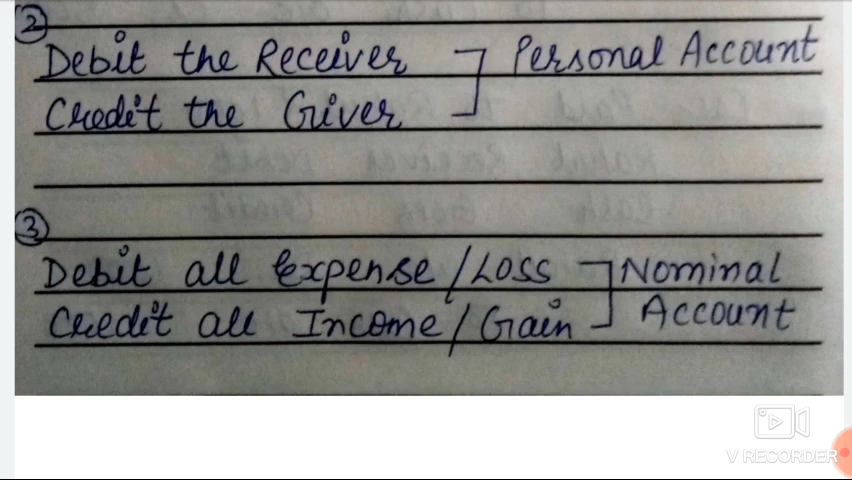 2
Debit the Receiver ] Personal Account
Credit the Giver
3
Debit all Expense/Loss ] Nominal
Credit all Income/Gain Account
V RECORDER